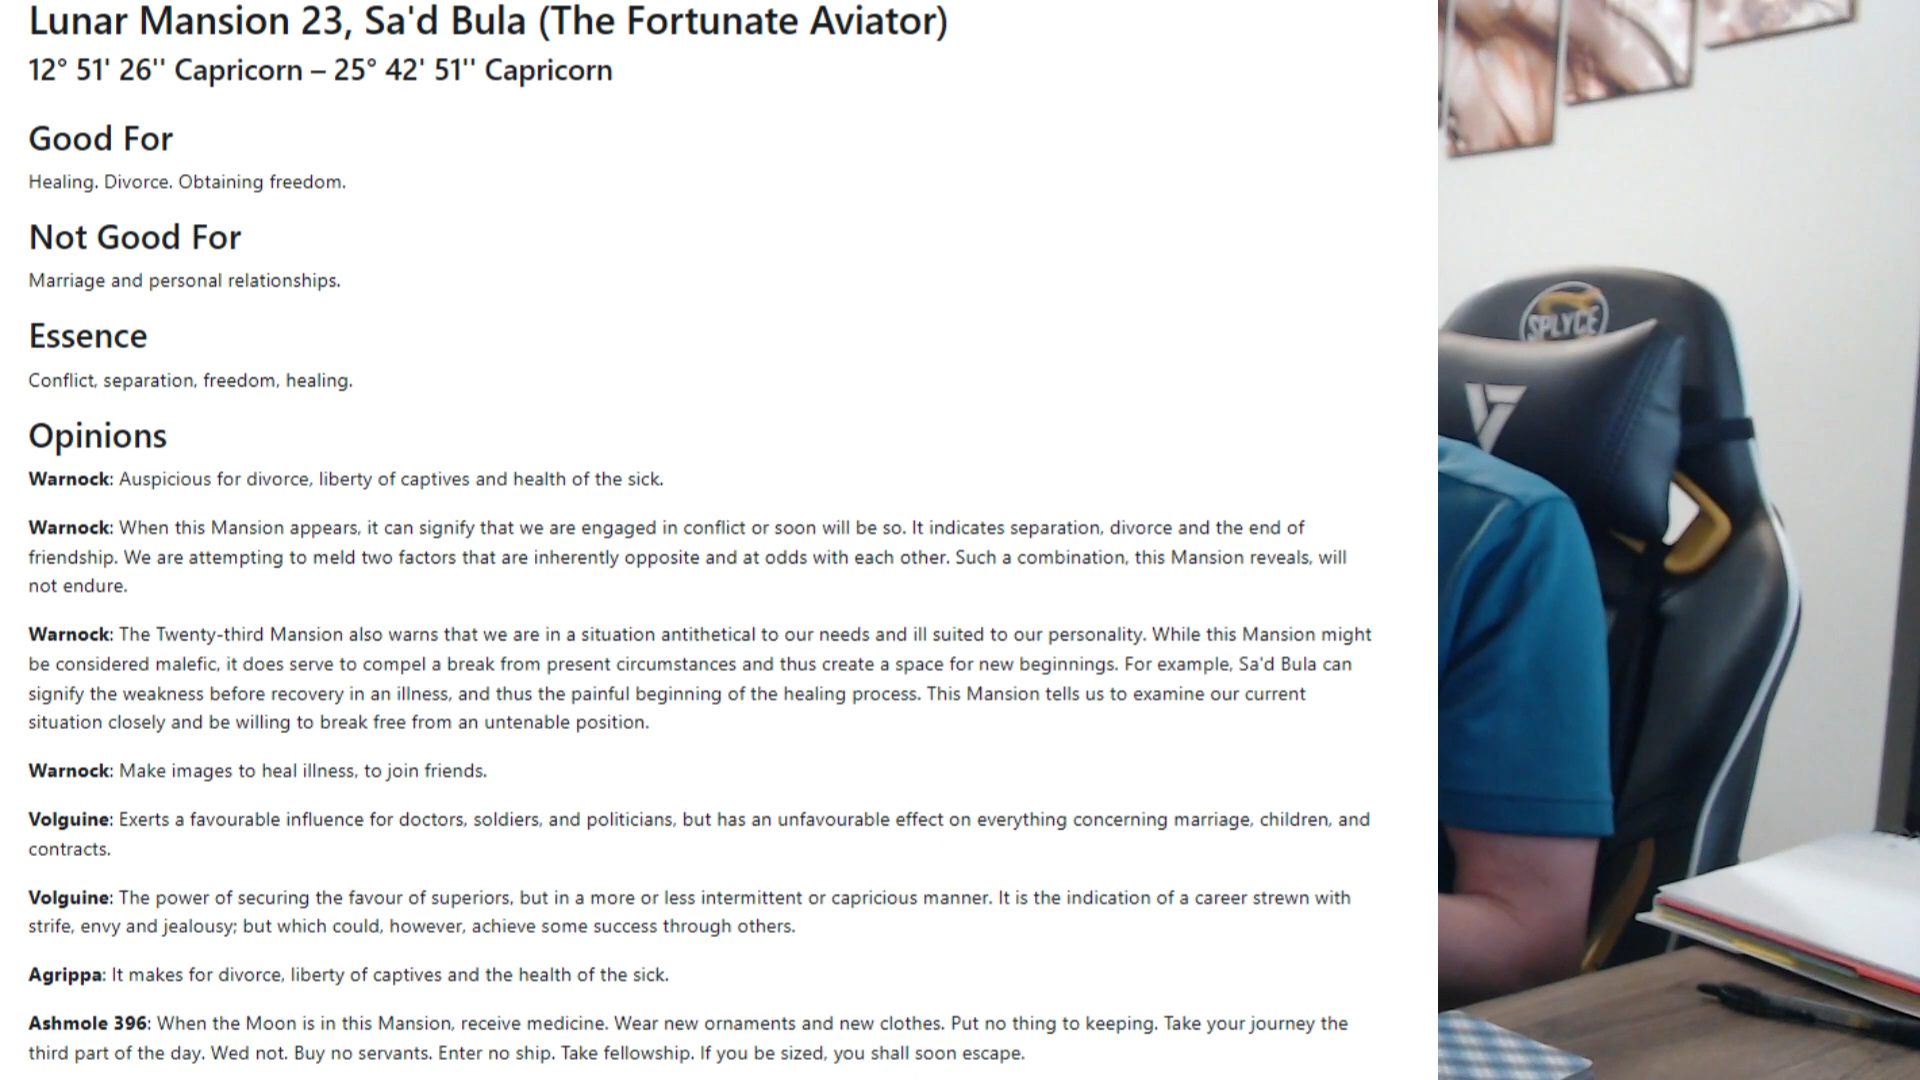 Lunar Mansion 23, Sa'd Bula (The Fortunate Aviator)
12° 51' 26'' Capricorn – 25° 42' 51'' Capricorn
Good For
Healing. Divorce. Obtaining freedom.
Not Good For
Marriage and personal relationships.
Essence
Conflict, separation, freedom, healing.
Opinions
Warnock: Auspicious for divorce, liberty of captives and health of the sick.
Warnock: When this Mansion appears, it can signify that we are engaged in conflict or soon will be so. It indicates separation, divorce and the end of
friendship. We are attempting to meld two factors that are inherently opposite and at odds with each other. Such a combination, this Mansion reveals, will
not endure.
Warnock: The Twenty-third Mansion also warns that we are in a situation antithetical to our needs and ill suited to our personality. While this Mansion might
be considered malefic, it does serve to compel a break from present circumstances and thus create a space for new beginnings. For example, Sa'd Bula can
signify the weakness before recovery in an illness, and thus the painful beginning of the healing process. This Mansion tells us to examine our current
situation closely and be willing to break free from an untenable position.
Warnock: Make images to heal illness, to join friends.
Volguine: Exerts a favourable influence for doctors, soldiers, and politicians, but has an unfavourable effect on everything concerning marriage, children, and
contracts.
Volguine: The power of securing the favour of superiors, but in a more or less intermittent or capricious manner. It is the indication of a career strewn with
strife, envy and jealousy; but which could, however, achieve some success through others.
Agrippa: It makes for divorce, liberty of captives and the health of the sick.
Ashmole 396: When the Moon is in this Mansion, receive medicine. Wear new ornaments and new clothes. Put no thing to keeping. Take your journey the
third part of the day. Wed not. Buy no servants. Enter no ship. Take fellowship. If you be sized, you shall soon escape.
SPLYCE